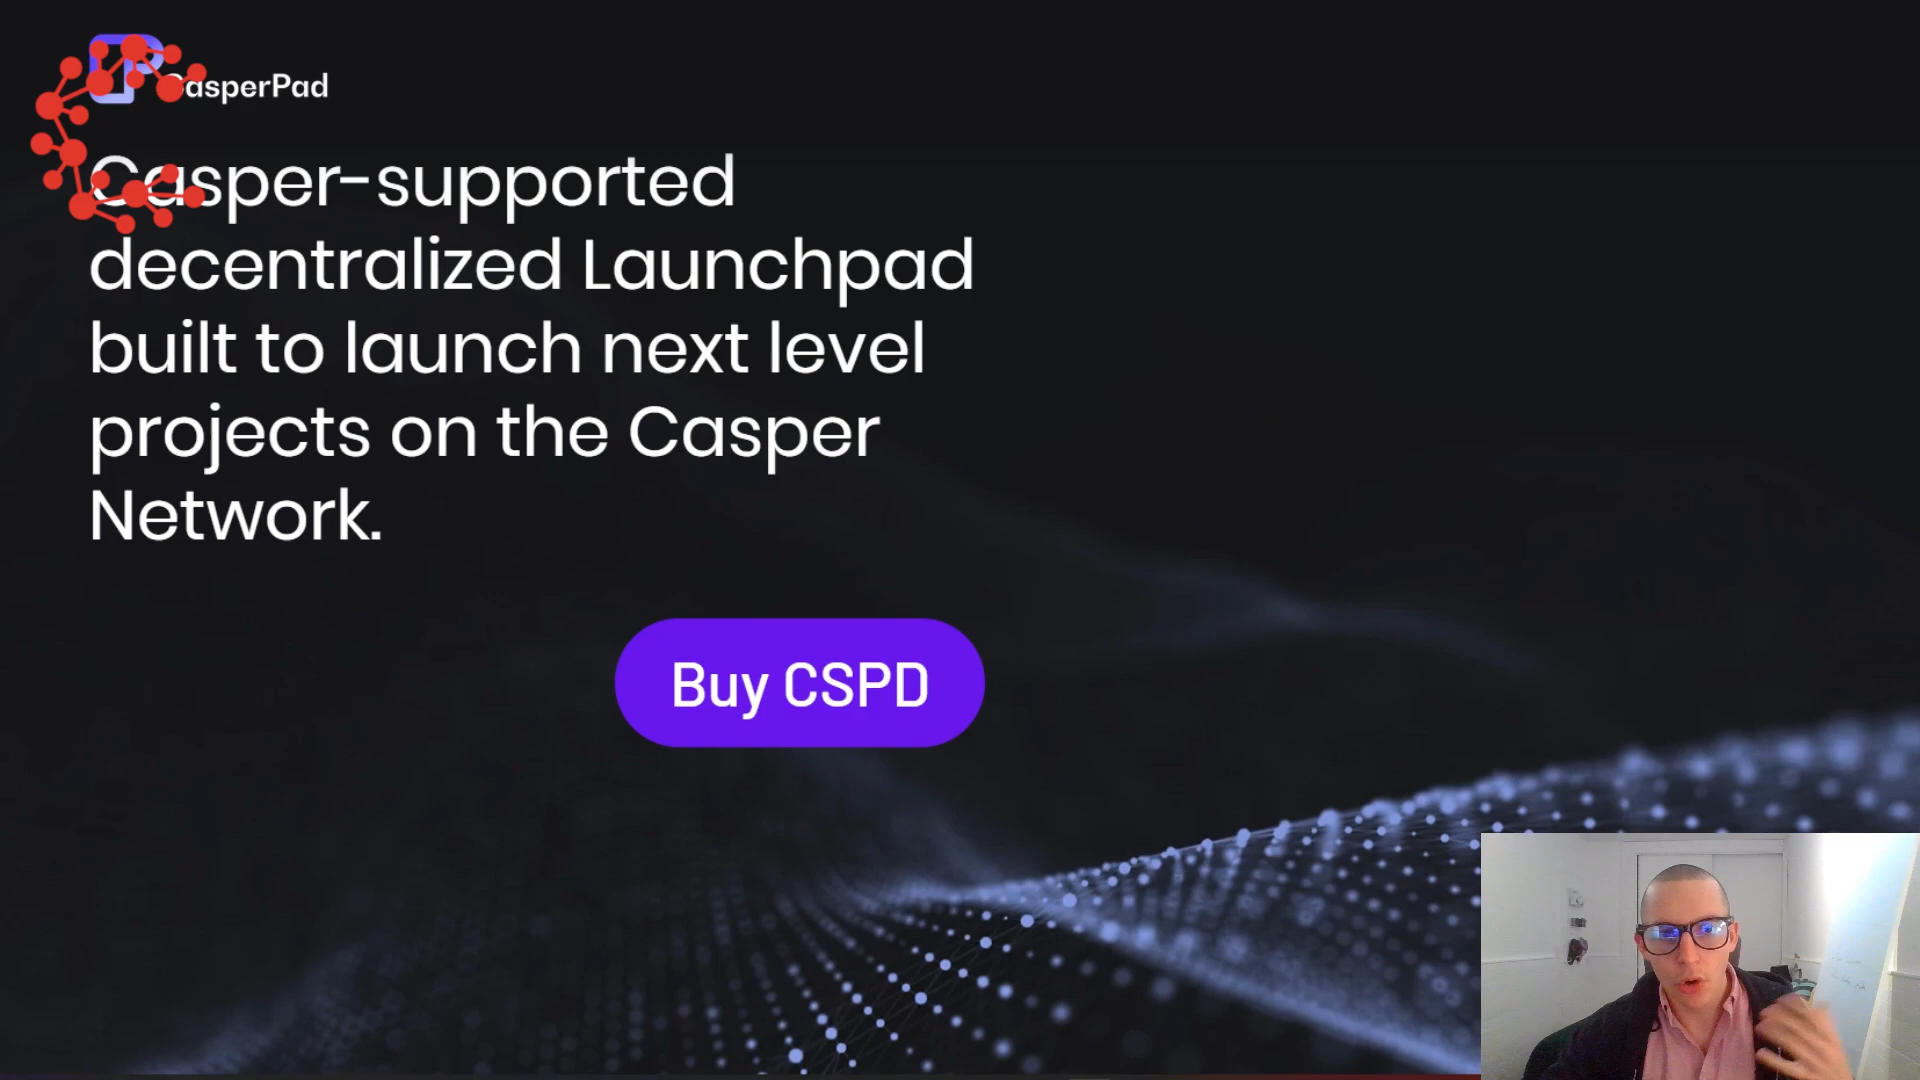 CasperPad
Casper-supported
decentralized Launchpad
built to launch next level
projects on the Casper
Network.
Buy CSPD